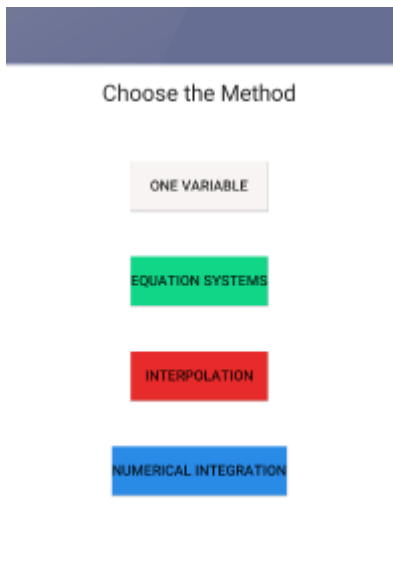 Choose the Method
ONE VARIABLE
EQUATION SYSTEMS
INTERPOLATION
NUMERICAL INTEGRATION